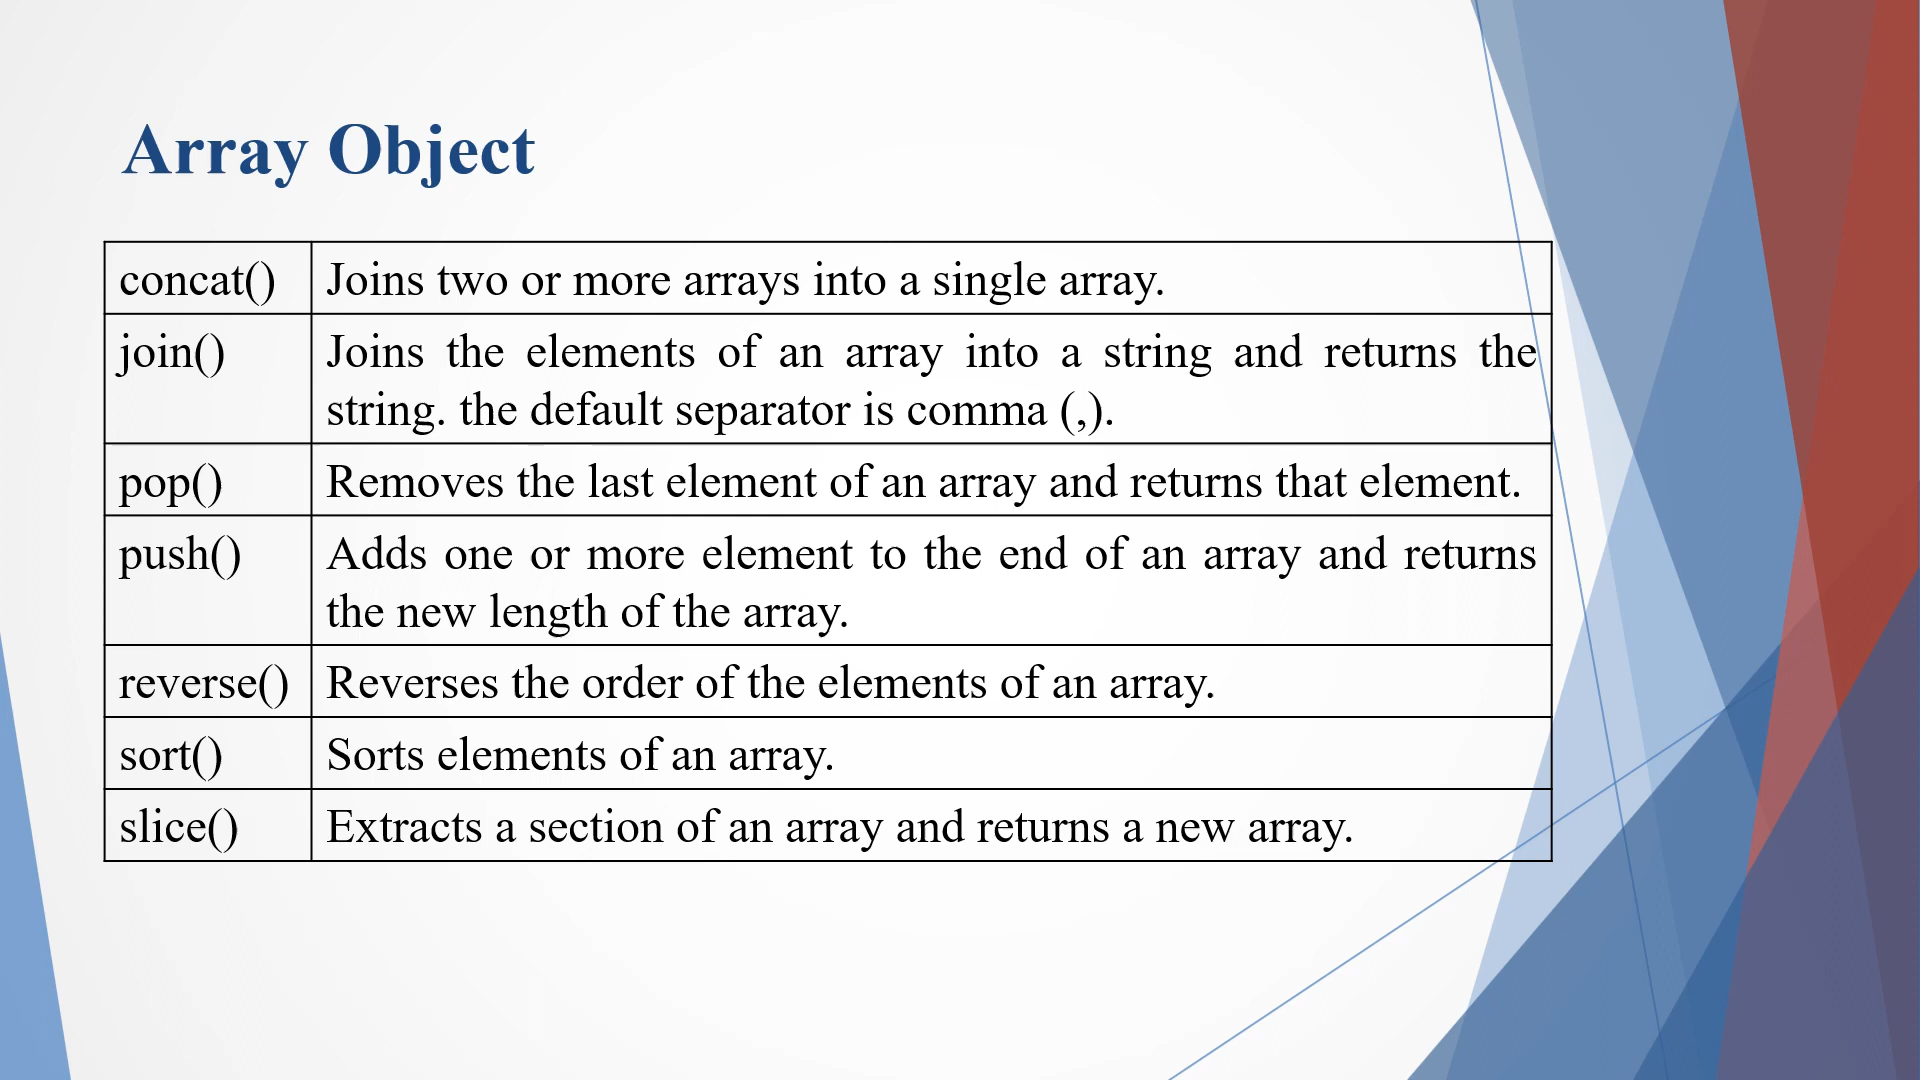 Array Object
concat() Joins two or more arrays into a single array.
join() Joins the elements of an array into a string and returns the
string. the default separator is comma (,).
pop() Removes the last element of an array and returns that element.
push() Adds one or more element to the end of an array and returns
the new length of the array.
reverse() Reverses the order of the elements of an array.
sort() Sorts elements of an array.
slice() Extracts a section of an array and returns a new array.